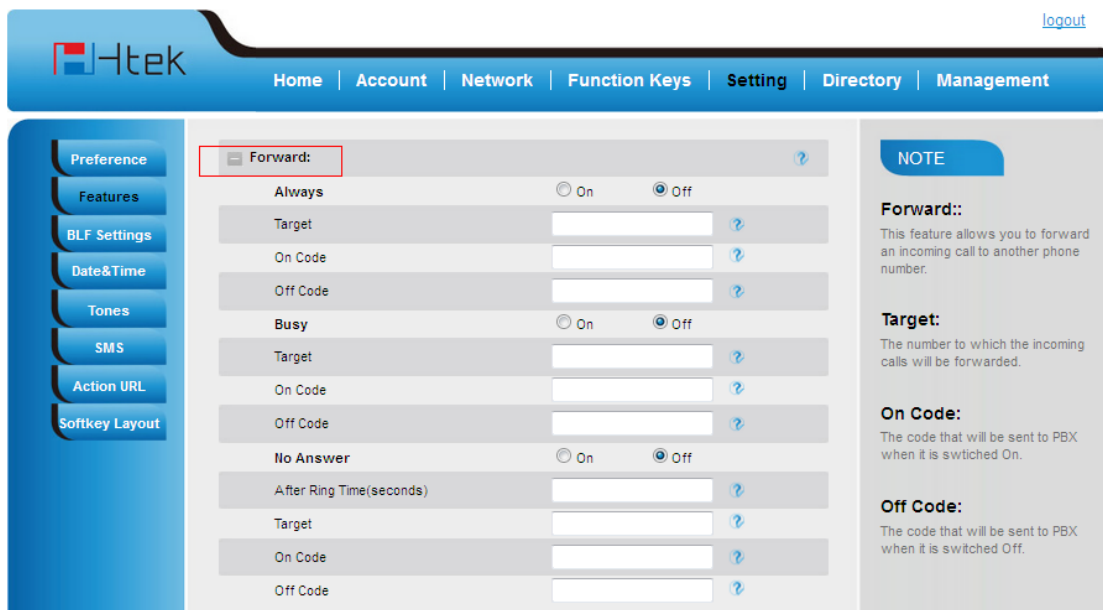 logout
Htek
Home | Account | Network | Function Keys | Setting | Directory | Management
Preference
Features
BLF Settings
Date&Time
Tones
SMS
Action URL
Softkey Layout
Forward:
Always On Off
Target
On Code
Off Code
Busy On Off
Target
On Code
Off Code
No Answer On Off
After Ring Time(seconds)
Target
On Code
Off Code
NOTE
Forward::
This feature allows you to forward
an incoming call to another phone
number.
Target:
The number to which the incoming
calls will be forwarded.
On Code:
The code that will be sent to PBX
when it is swtiched On.
Off Code:
The code that will be sent to PBX
when it is switched Off.